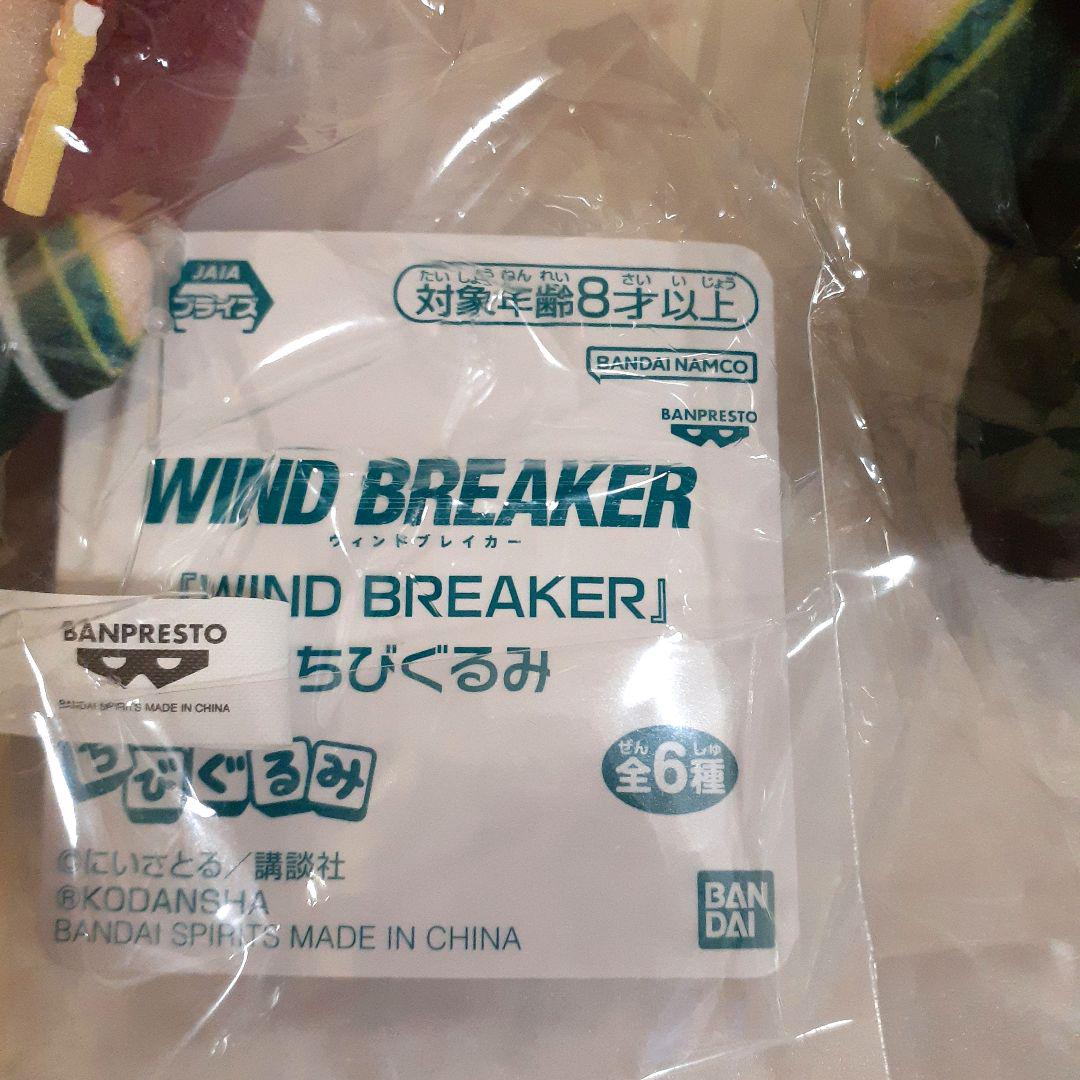 JAIA
プライズ
たいしょうねんれい さいいじょう
対象年齢8才以上
BANDAI NAMCO
BANPRESTO
WIND BREAKER
ウィンドブレイカー
『WIND BREAKER』
ちびぐるみ
BANPRESTO
BANDAI SPIRITS MADE IN CHINA
ちびぐるみ
ぜん しゅ
全6種
©にいさとる/講談社
®KODANSHA
BANDAI SPIRITS MADE IN CHINA
BAN
DAI